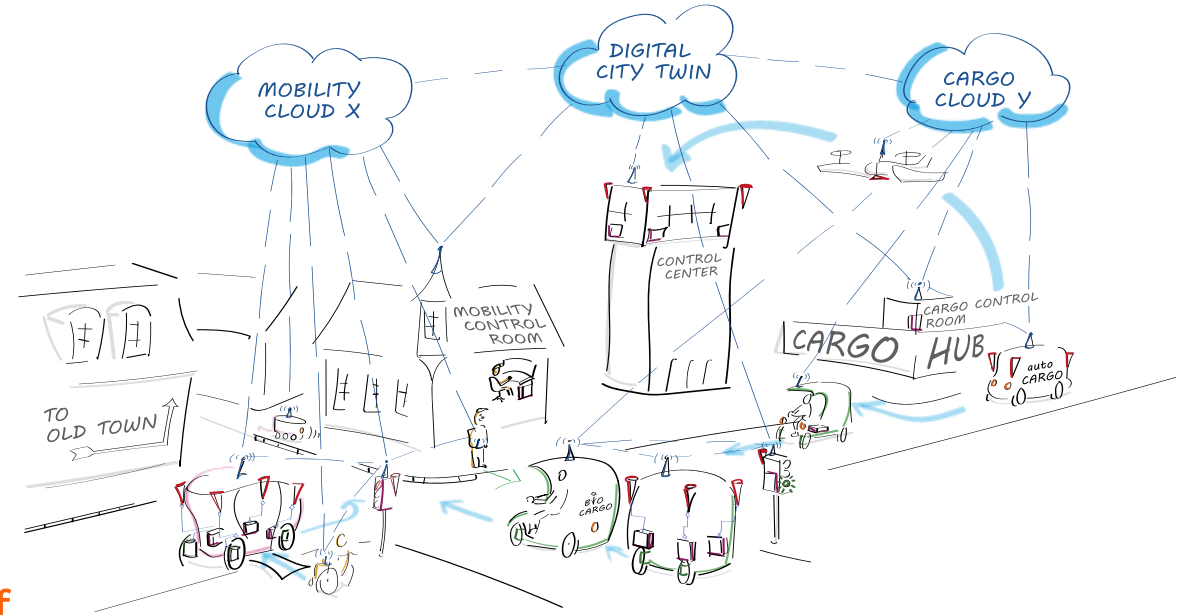 MOBILITY
CLOUD X
DIGITAL
CITY TWIN
CARGO
CLOUD Y
CONTROL
CENTER
MOBILITY
CONTROL
ROOM
CARGO CONTROL
ROOM
CARGO HUB
auto
CARGO
TO
OLD TOWN
BIO
CARGO
C
f